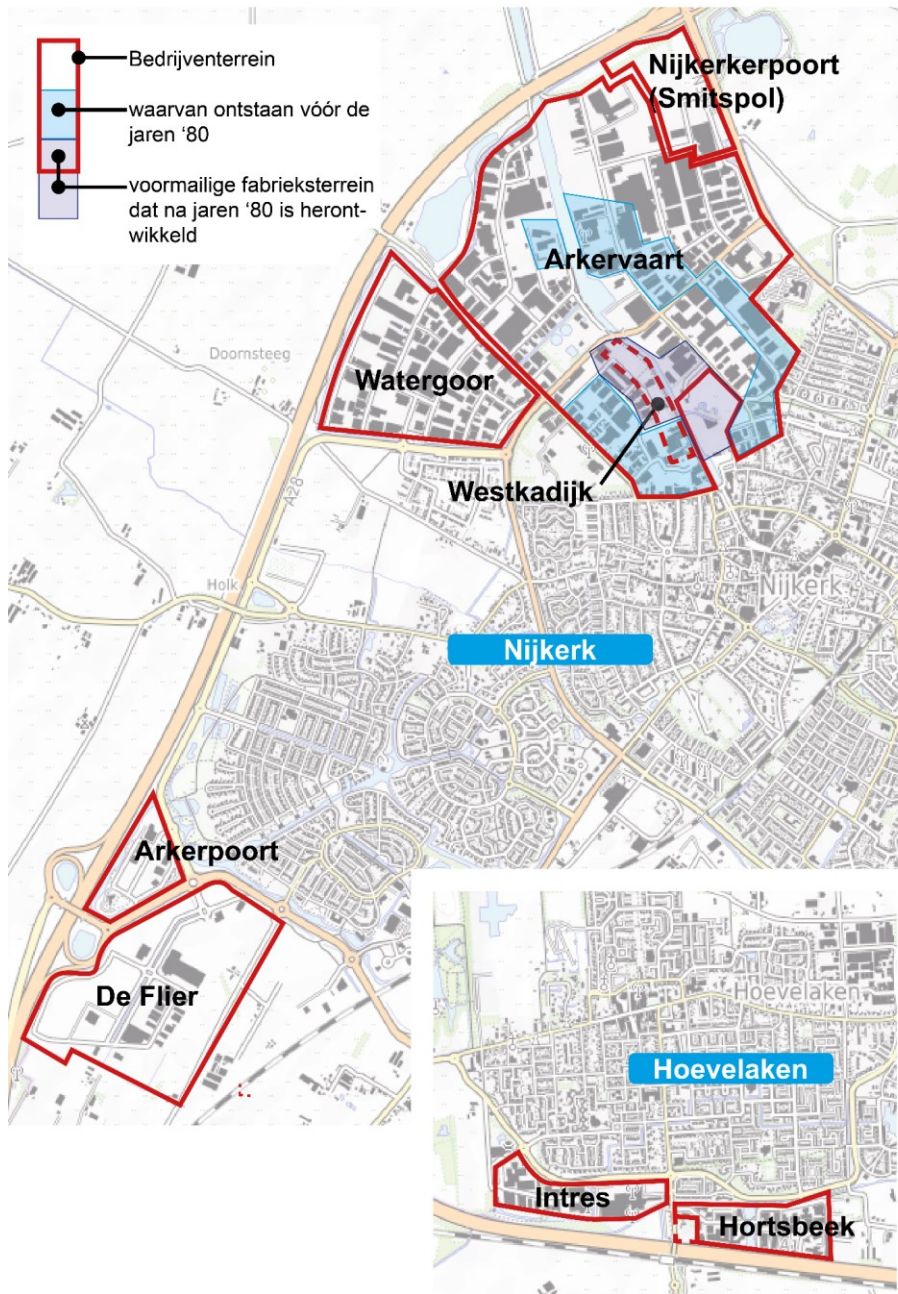 Bedrijventerrein
waarvan ontstaan vóór de
jaren ‘80
voormailige fabrieksterrein
dat na jaren ‘80 is heront-
wikkeld
Nijkerkerpoort
(Smitspol)
Arkervaart
Doornsteeg
Watergoor
Westkadijk
A28
Holk
Nijkerk
Nijkerk
Arkerpoort
De Flier
Hoevelaken
Hoevelaken
Intres
Hortsbeek